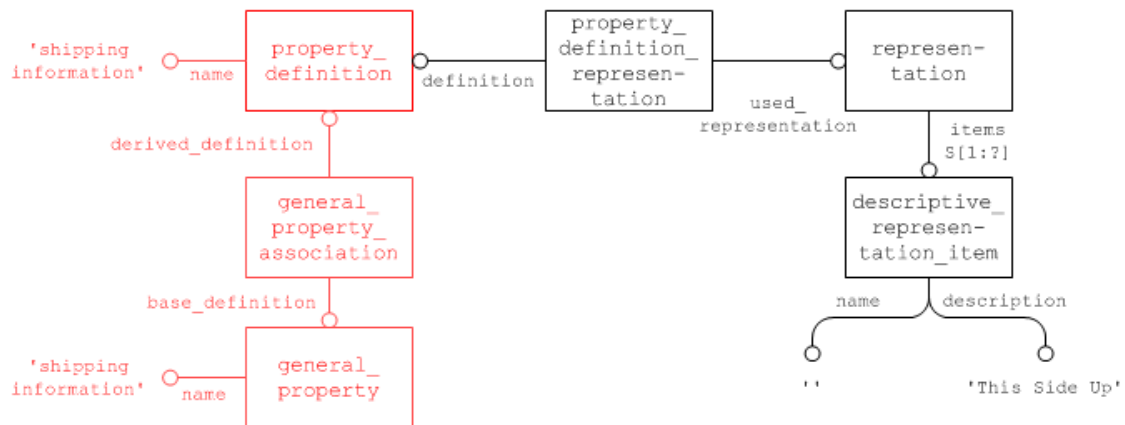 'shipping
information'
name
property_
definition
definition
property_
definition_
represen-
tation
used_
representation
represen-
tation
items
S[1:?]
derived_definition
general_
property_
association
descriptive_
represen-
tation_item
base_definition
name
description
'shipping
information'
name
general_
property
''
'This Side Up'